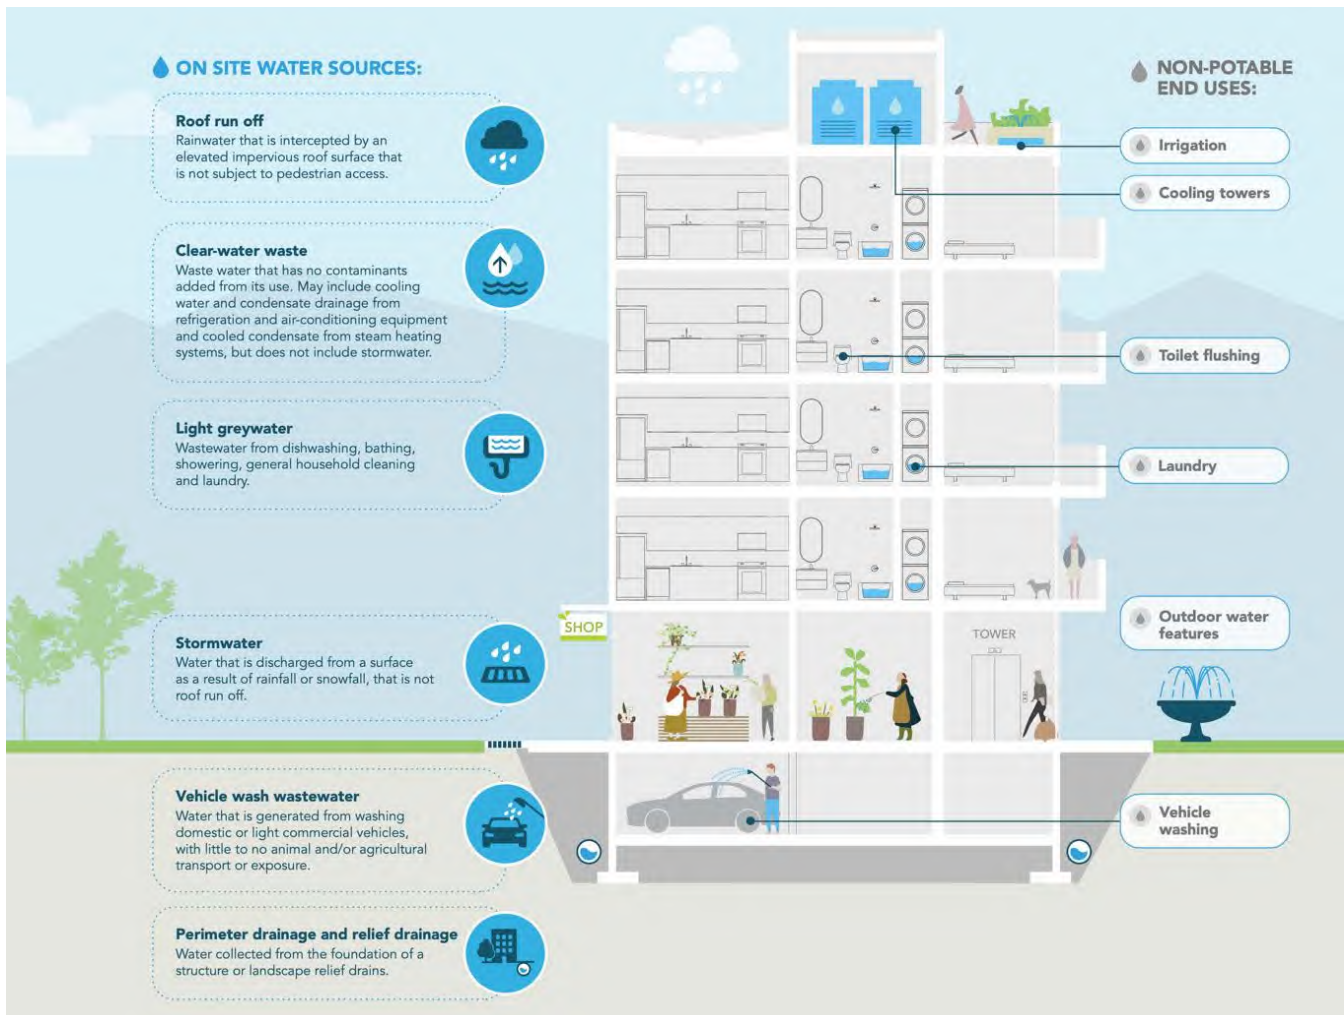 ON SITE WATER SOURCES:
Roof run off
Rainwater that is intercepted by an
elevated impervious roof surface that
is not subject to pedestrian access.
Clear-water waste
Waste water that has no contaminants
added from its use. May include cooling
water and condensate drainage from
refrigeration and air-conditioning equipment
and cooled condensate from steam heating
systems, but does not include stormwater.
Light greywater
Wastewater from dishwashing, bathing,
showering, general household cleaning
and laundry.
Stormwater
Water that is discharged from a surface
as a result of rainfall or snowfall, that is not
roof run off.
Vehicle wash wastewater
Water that is generated from washing
domestic or light commercial vehicles,
with little to no animal and/or agricultural
transport or exposure.
Perimeter drainage and relief drainage
Water collected from the foundation of a
structure or landscape relief drains.
SHOP
TOWER
NON-POTABLE
END USES:
Irrigation
Cooling towers
Toilet flushing
Laundry
Outdoor water
features
Vehicle
washing